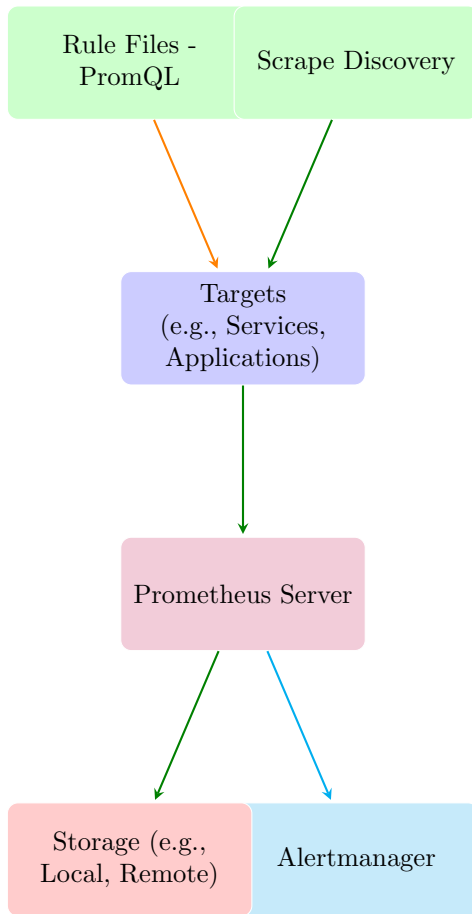 Rule Files -
PromQL
Scrape Discovery
Targets
(e.g., Services,
Applications)
Prometheus Server
Storage (e.g.,
Local, Remote)
Alertmanager